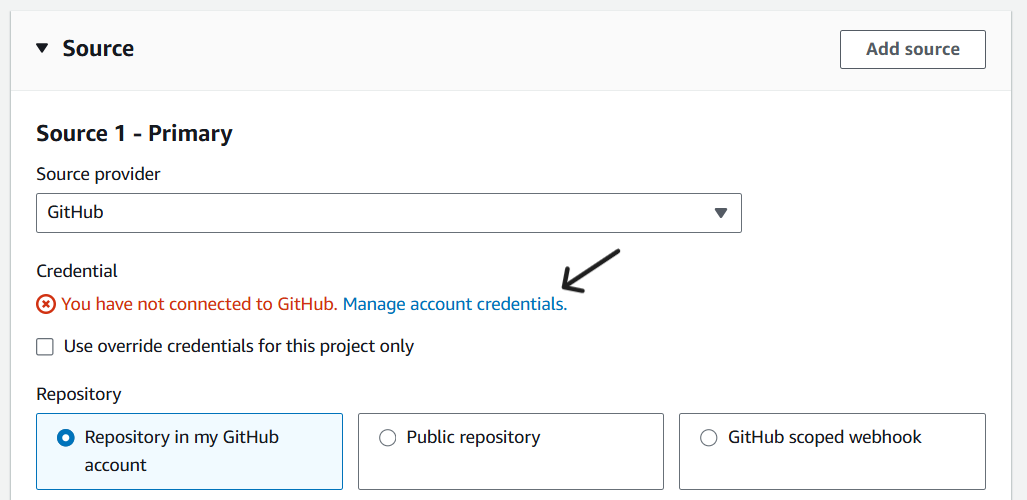 Source
Add source
Source 1 - Primary
Source provider
GitHub
Credential
You have not connected to GitHub. Manage account credentials.
Use override credentials for this project only
Repository
Repository in my GitHub
account
Public repository
GitHub scoped webhook